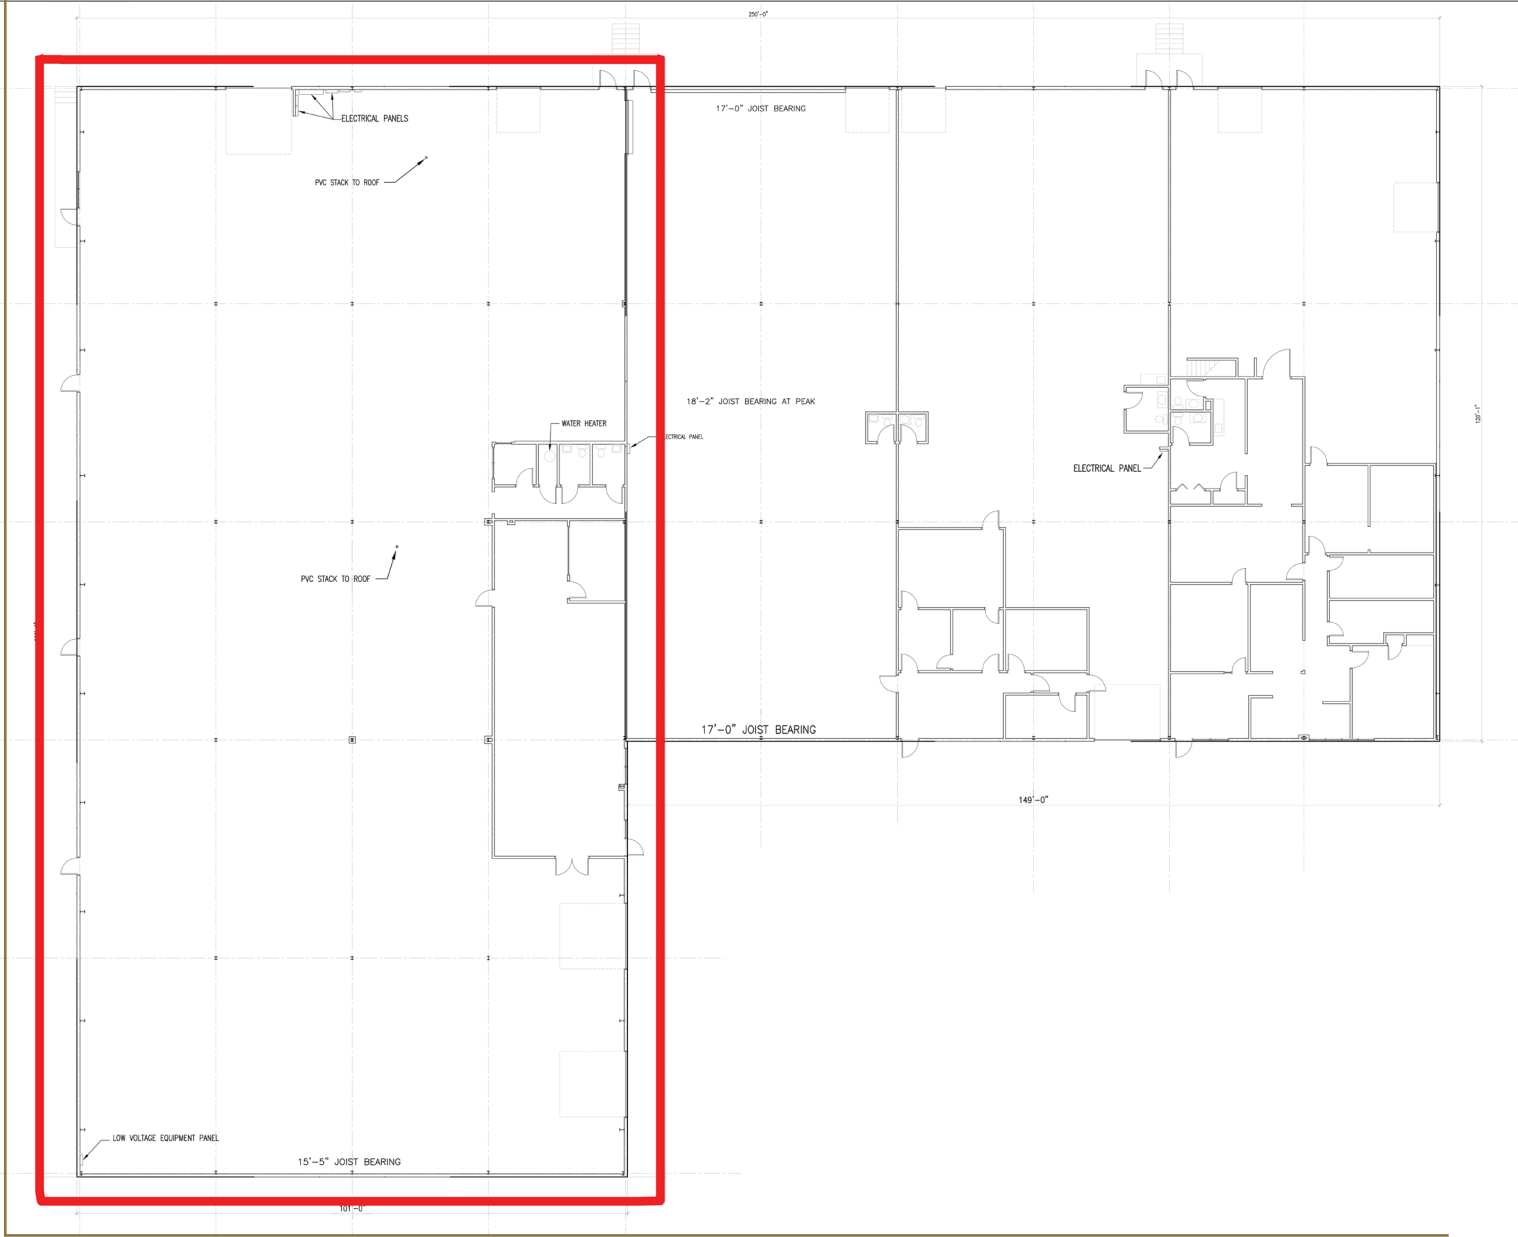 250'-0"
17'-0" JOIST BEARING
ELECTRICAL PANELS
PVC STACK TO ROOF
18'-2" JOIST BEARING AT PEAK
120'-1"
WATER HEATER
ECTRICAL PANEL
ELECTRICAL PANEL
PVC STACK TO ROOF
17'-0" JOIST BEARING
149'-0"
LOW VOLTAGE EQUIPMENT PANEL
15'-5" JOIST BEARING
101'-0"